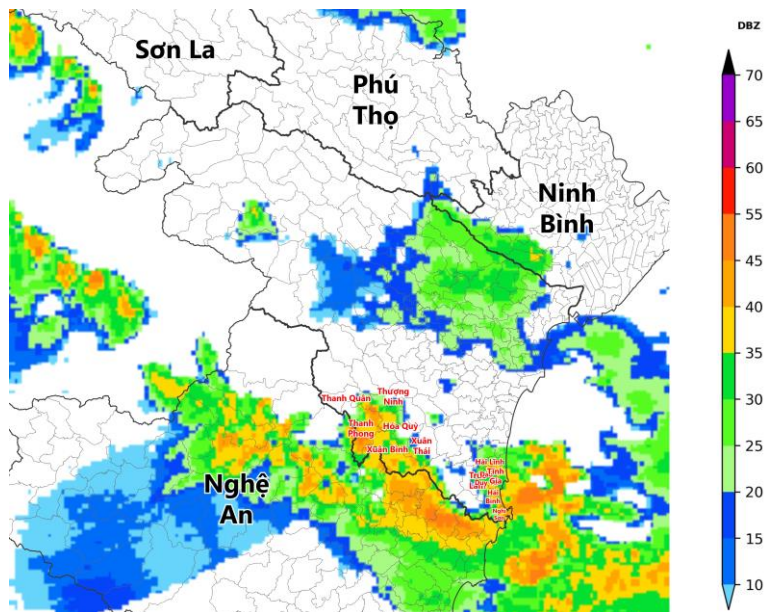 DBZ
Sơn La
Phú
Thọ
Ninh
Bình
Thanh Quân
Thượng
Ninh
Thanh
Phong
Hóa Quỳ
Xuân Bình
Xuân
Thái
Hải Lĩnh
Tĩnh
Gia
Hải
Bình
Nghệ
An
70
65
60
55
50
45
40
35
30
25
20
15
10